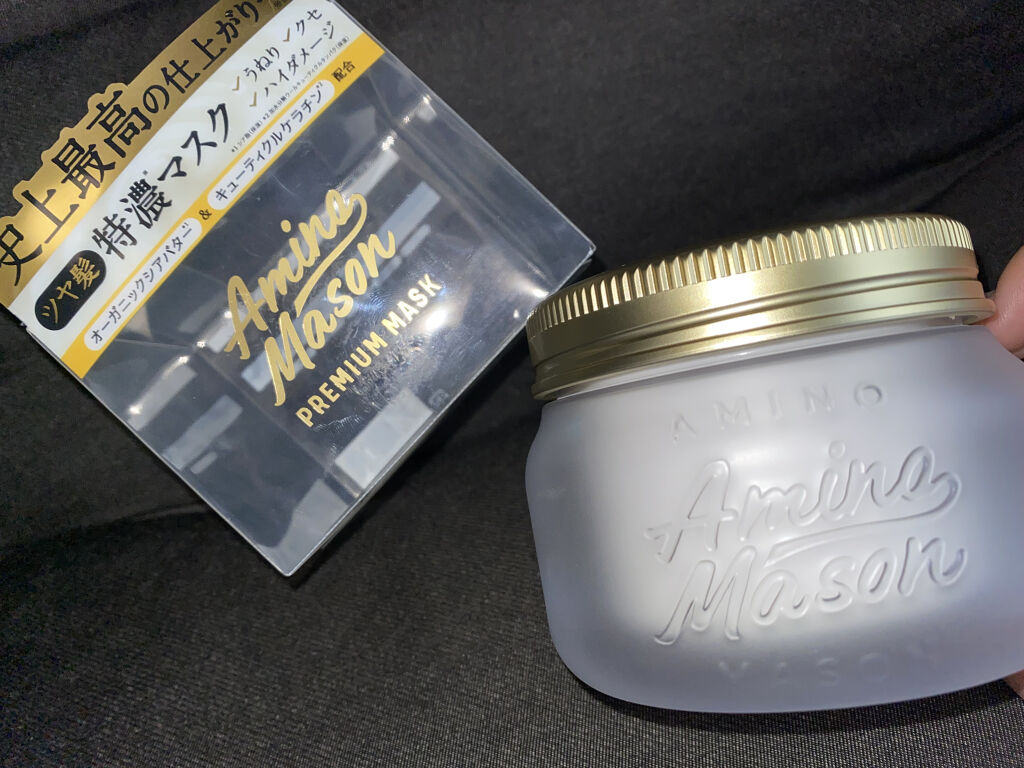 史上最高の仕上がり
ツヤ髪
特濃マスク
✓うねり ✓クセ
✓ハイダメージ
オーガニックシアバター*¹ & キューティクルケラチン*² 配合
Amino
Mason
PREMIUM MASK
AMINO
Amino
Mason
MASON